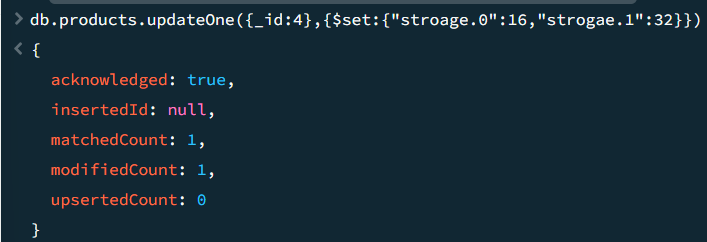 > db.products.updateOne({_id:4},{$set:{"stroage.0":16,"strogae.1":32}})
< {
acknowledged: true,
insertedId: null,
matchedCount: 1,
modifiedCount: 1,
upsertedCount: 0
}